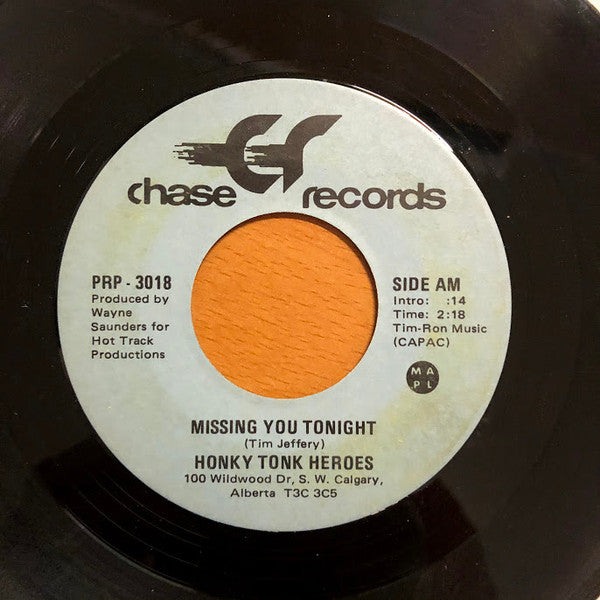 chase records
PRP - 3018
Produced by
Wayne
Saunders for
Hot Track
Productions
SIDE AM
Intro: :14
Time: 2:18
Tim-Ron Music
(CAPAC)
M A
P L
MISSING YOU TONIGHT
(Tim Jeffery)
HONKY TONK HEROES
100 Wildwood Dr, S. W. Calgary,
Alberta T3C 3C5